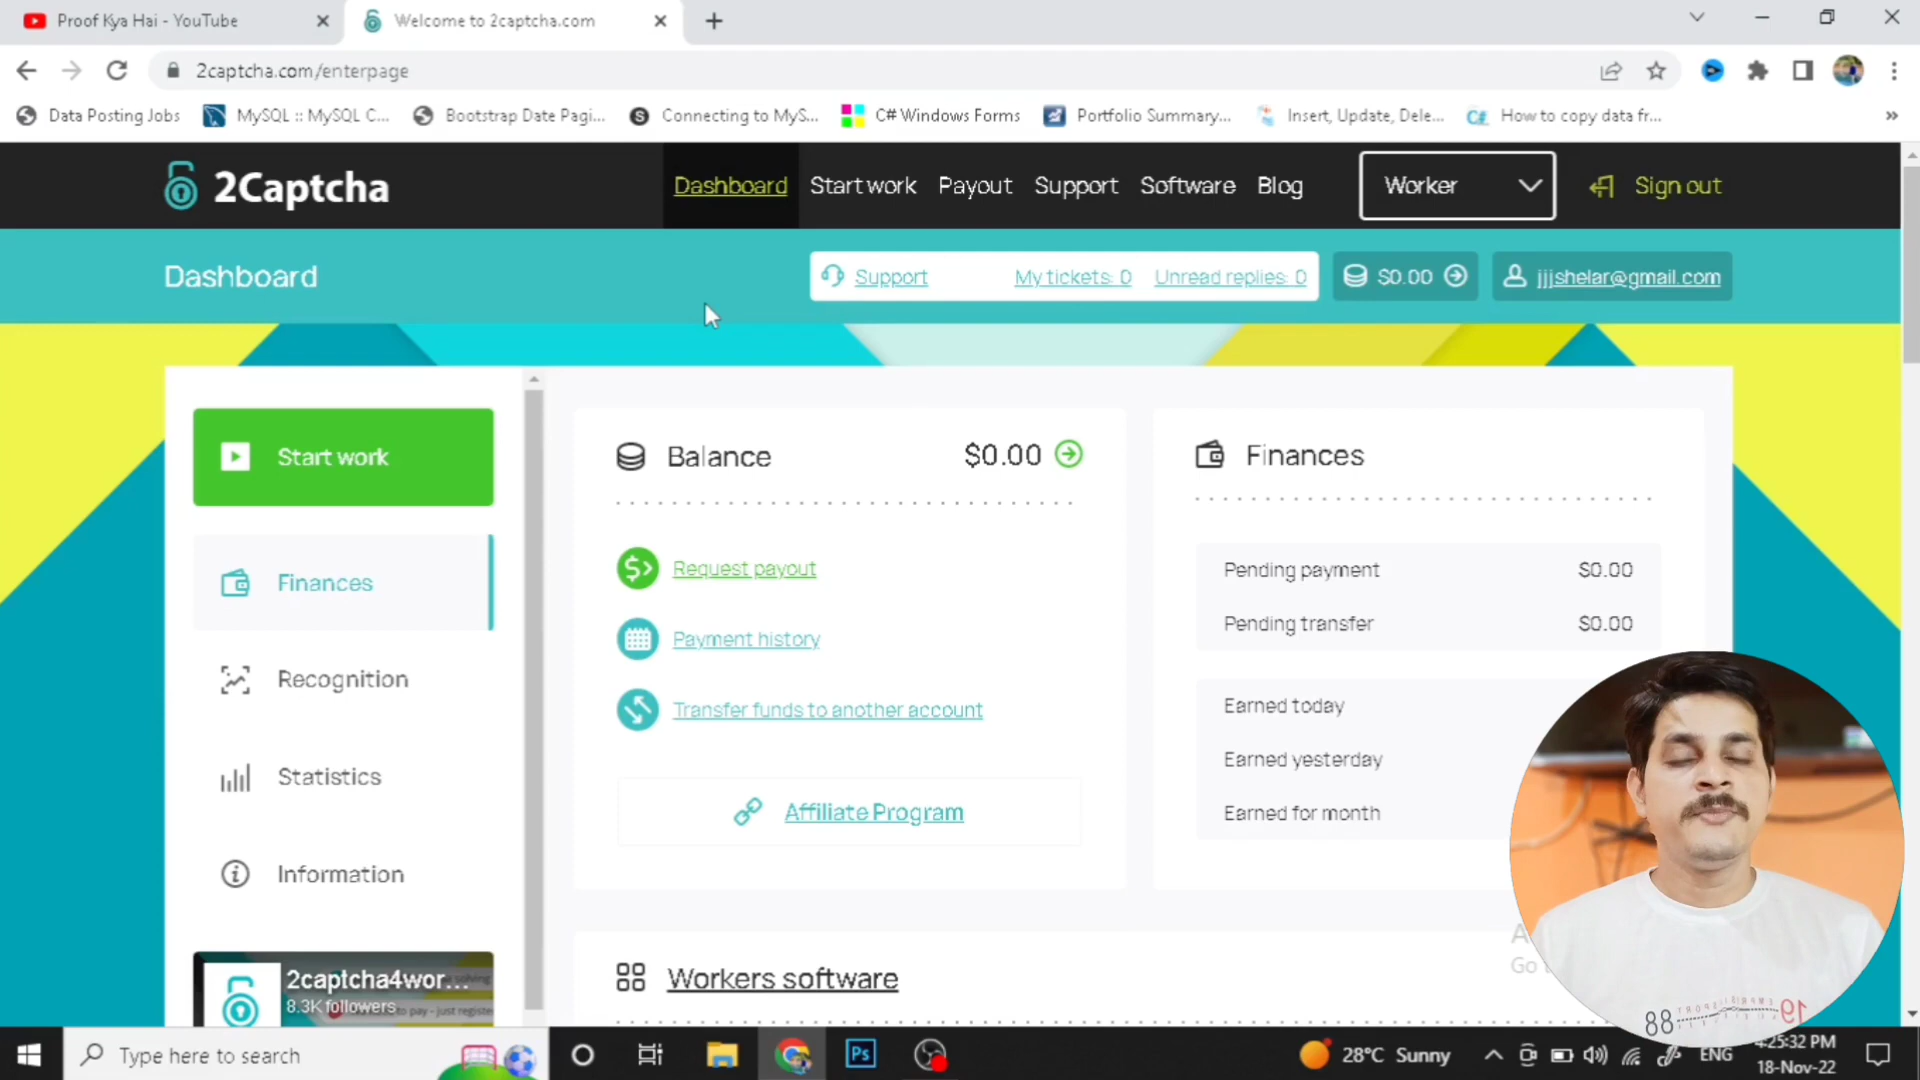 Proof Kya Hai - YouTube
Welcome to 2captcha.com
2captcha.com/enterpage
Data Posting Jobs
MySQL :: MySQL C...
Bootstrap Date Pagi...
Connecting to MyS...
C# Windows Forms
Portfolio Summary...
Insert, Update, Dele...
How to copy data fr...
2Captcha
Dashboard
Start work
Payout
Support
Software
Blog
Worker
Sign out
Dashboard
Support
My tickets: 0
Unread replies: 0
$0.00
jjjshelar@gmail.com
Start work
Finances
Recognition
Statistics
Information
2captcha4wor...
8.3K followers
Balance
$0.00
Request payout
Payment history
Transfer funds to another account
Affiliate Program
Finances
Pending payment
$0.00
Pending transfer
$0.00
Earned today
Earned yesterday
Earned for month
Workers software
Type here to search
Ps
28°C Sunny
ENG
4:25:32 PM
18-Nov-22